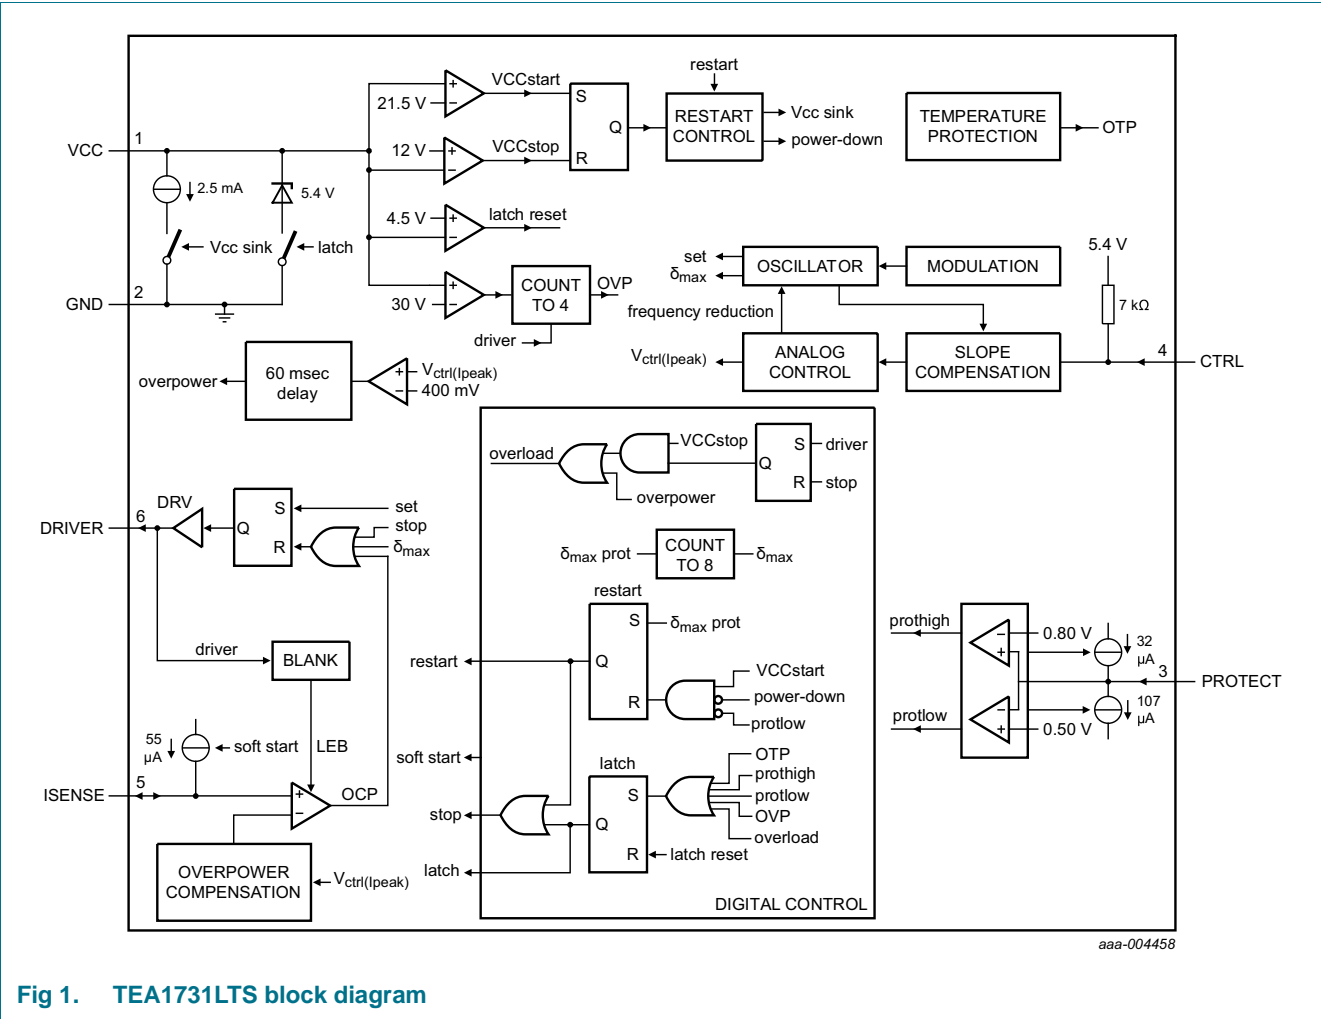 restart
VCCstart
21.5 V
S
Q
R
RESTART
CONTROL
Vcc sink
power-down
TEMPERATURE
PROTECTION
OTP
1
VCC
12 V
VCCstop
2.5 mA
5.4 V
4.5 V
latch reset
Vcc sink
latch
5.4 V
set
δmax
OSCILLATOR
MODULATION
7 kΩ
2
GND
COUNT
TO 4
OVP
30 V
driver
frequency reduction
Vctrl(Ipeak)
ANALOG
CONTROL
SLOPE
COMPENSATION
4
CTRL
overpower
60 msec
delay
Vctrl(Ipeak)
400 mV
overload
VCCstop
S
Q
R
driver
stop
overpower
DRV
6
DRIVER
Q
S
R
set
stop
δmax
δmax prot
COUNT
TO 8
δmax
restart
S
Q
R
δmax prot
restart
VCCstart
power-down
protlow
prothigh
0.80 V
32
µA
3
PROTECT
protlow
0.50 V
107
µA
driver
BLANK
55
µA
soft start
LEB
soft start
5
ISENSE
OCP
latch
S
Q
R
OTP
prothigh
protlow
OVP
overload
latch reset
stop
latch
OVERPOWER
COMPENSATION
Vctrl(Ipeak)
DIGITAL CONTROL
aaa-004458
Fig 1. TEA1731LTS block diagram